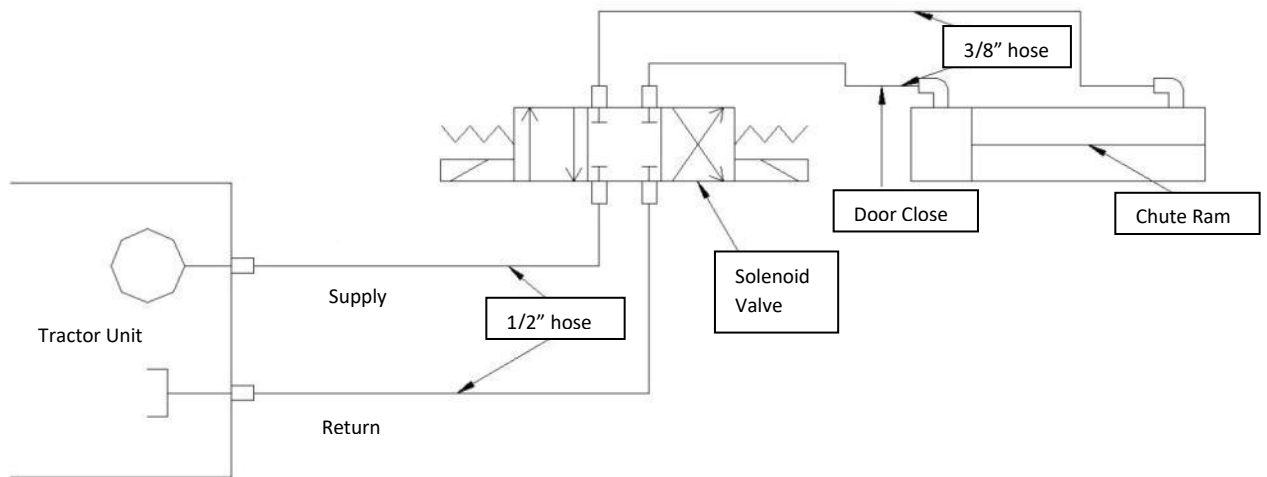 3/8” hose
Door Close
Chute Ram
Solenoid
Valve
Supply
1/2” hose
Tractor Unit
Return